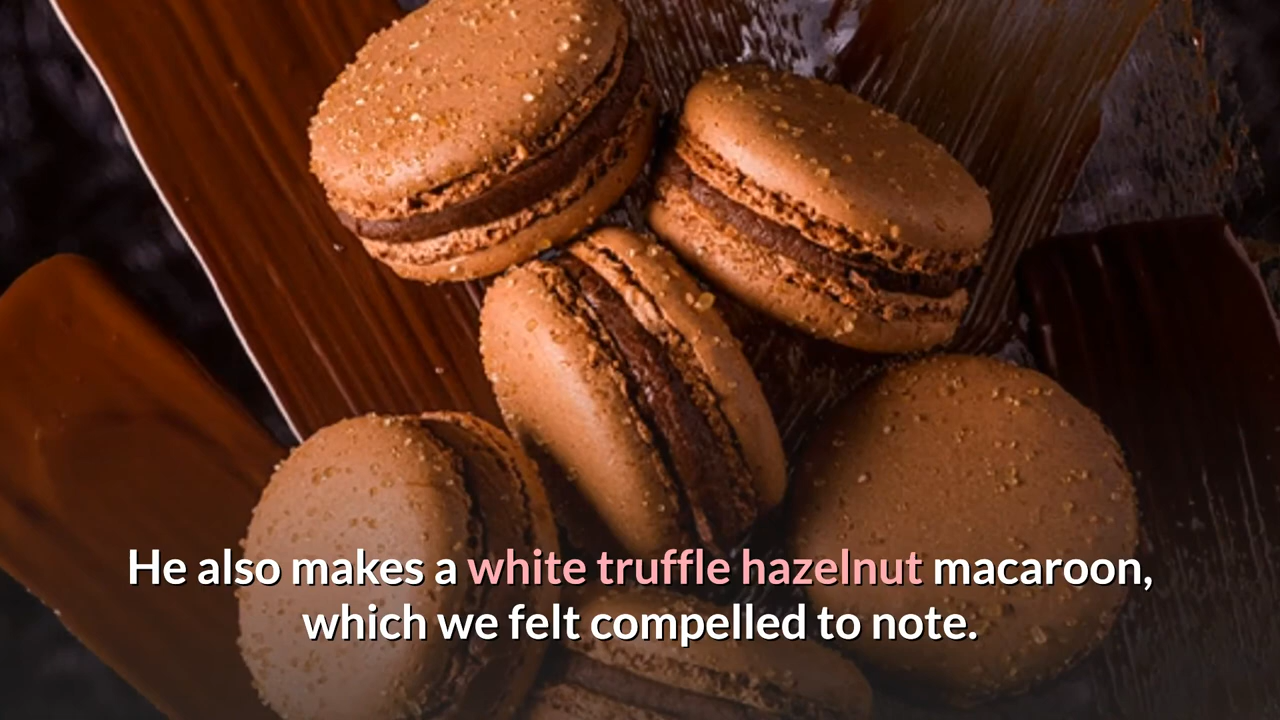 He also makes a white truffle hazelnut macaroon,
which we felt compelled to note.